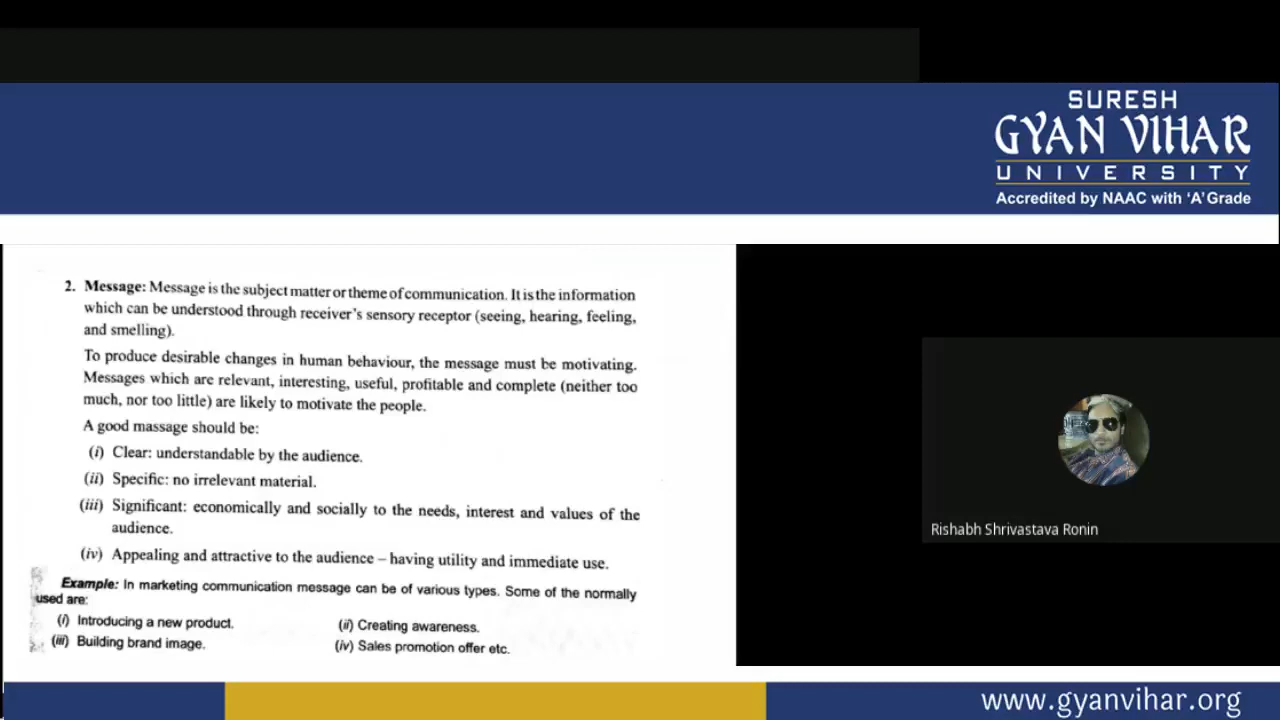 SURESH
GYAN VIHAR
UNIVERSITY
Accredited by NAAC with ‘A’ Grade
2. Message: Message is the subject matter or theme of communication. It is the information
which can be understood through receiver's sensory receptor (seeing, hearing, feeling,
and smelling).
To produce desirable changes in human behaviour, the message must be motivating.
Messages which are relevant, interesting, useful, profitable and complete (neither too
much, nor too little) are likely to motivate the people.
A good massage should be:
(i) Clear: understandable by the audience.
(ii) Specific: no irrelevant material.
(iii) Significant: economically and socially to the needs, interest and values of the
audience.
(iv) Appealing and attractive to the audience – having utility and immediate use.
Example: In marketing communication message can be of various types. Some of the normally
used are:
(i) Introducing a new product. (ii) Creating awareness.
(iii) Building brand image. (iv) Sales promotion offer etc.
Rishabh Shrivastava Ronin
www.gyanvihar.org